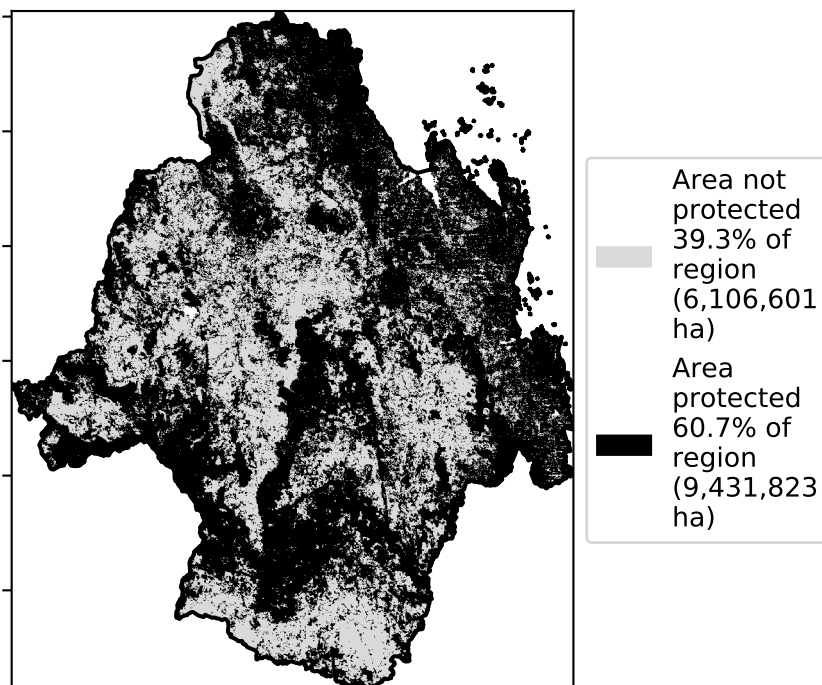 Area not
protected
39.3% of
region
(6,106,601
ha)
Area
protected
60.7% of
region
(9,431,823
ha)